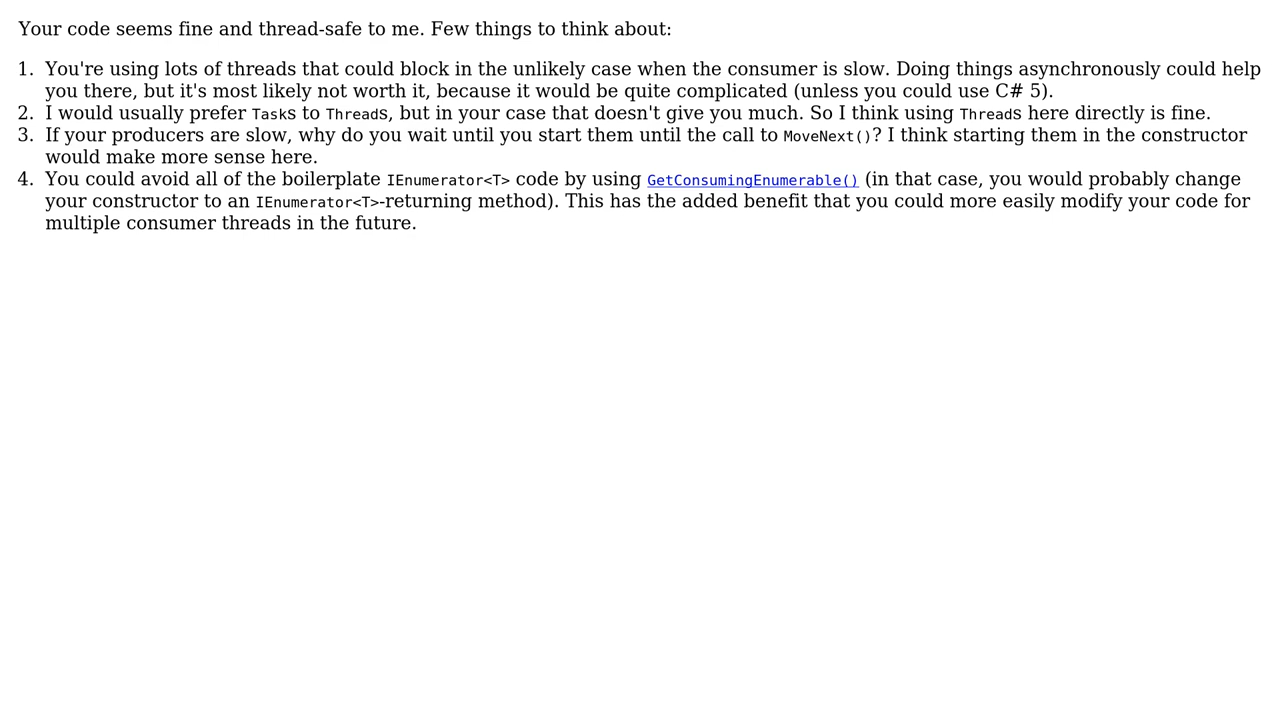 Your code seems fine and thread-safe to me. Few things to think about:
1. You're using lots of threads that could block in the unlikely case when the consumer is slow. Doing things asynchronously could help
you there, but it's most likely not worth it, because it would be quite complicated (unless you could use C# 5).
2. I would usually prefer Tasks to Threads, but in your case that doesn't give you much. So I think using Threads here directly is fine.
3. If your producers are slow, why do you wait until you start them until the call to MoveNext()? I think starting them in the constructor
would make more sense here.
4. You could avoid all of the boilerplate IEnumerator<T> code by using GetConsumingEnumerable() (in that case, you would probably change
your constructor to an IEnumerator<T>-returning method). This has the added benefit that you could more easily modify your code for
multiple consumer threads in the future.